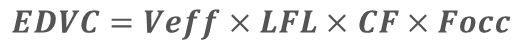 EDVC = Veff × LFL × CF × Focc